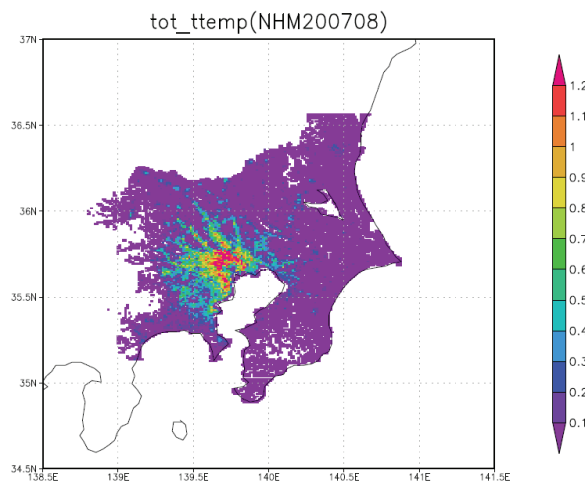 tot_ttemp(NHM200708)
37N
36.5N
36N
35.5N
35N
34.5N
138.5E 139E 139.5E 140E 140.5E 141E 141.5E
T
1.2
1.1
1
0.9
0.8
0.7
0.6
0.5
0.4
0.3
0.2
0.1